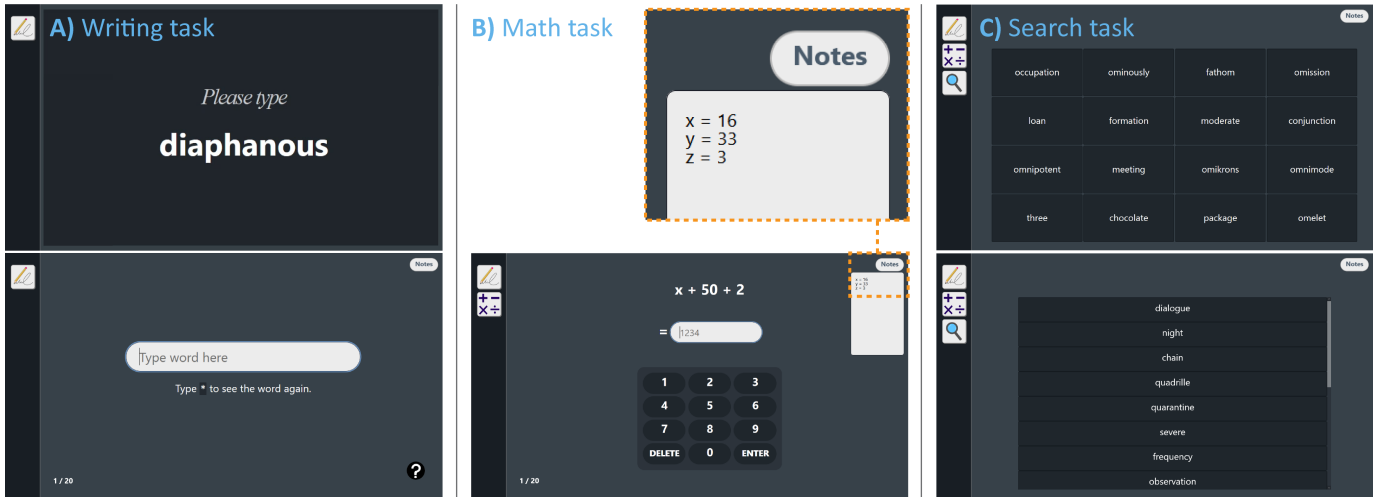 A) Writing task
Please type
diaphanous
Notes
Type word here
Type * to see the word again.
?
1 / 20
B) Math task
Notes
x = 16
y = 33
z = 3
+ −
× ÷
Notes
x = 16
y = 33
z = 3
x + 50 + 2
= 1234
1 2 3
4 5 6
7 8 9
DELETE 0 ENTER
1 / 20
C) Search task
Notes
+ −
× ÷
occupation ominously fathom omission
loan formation moderate conjunction
omnipotent meeting omikrons omnimode
three chocolate package omelet
Notes
+ −
× ÷
dialogue
night
chain
quadrille
quarantine
severe
frequency
observation